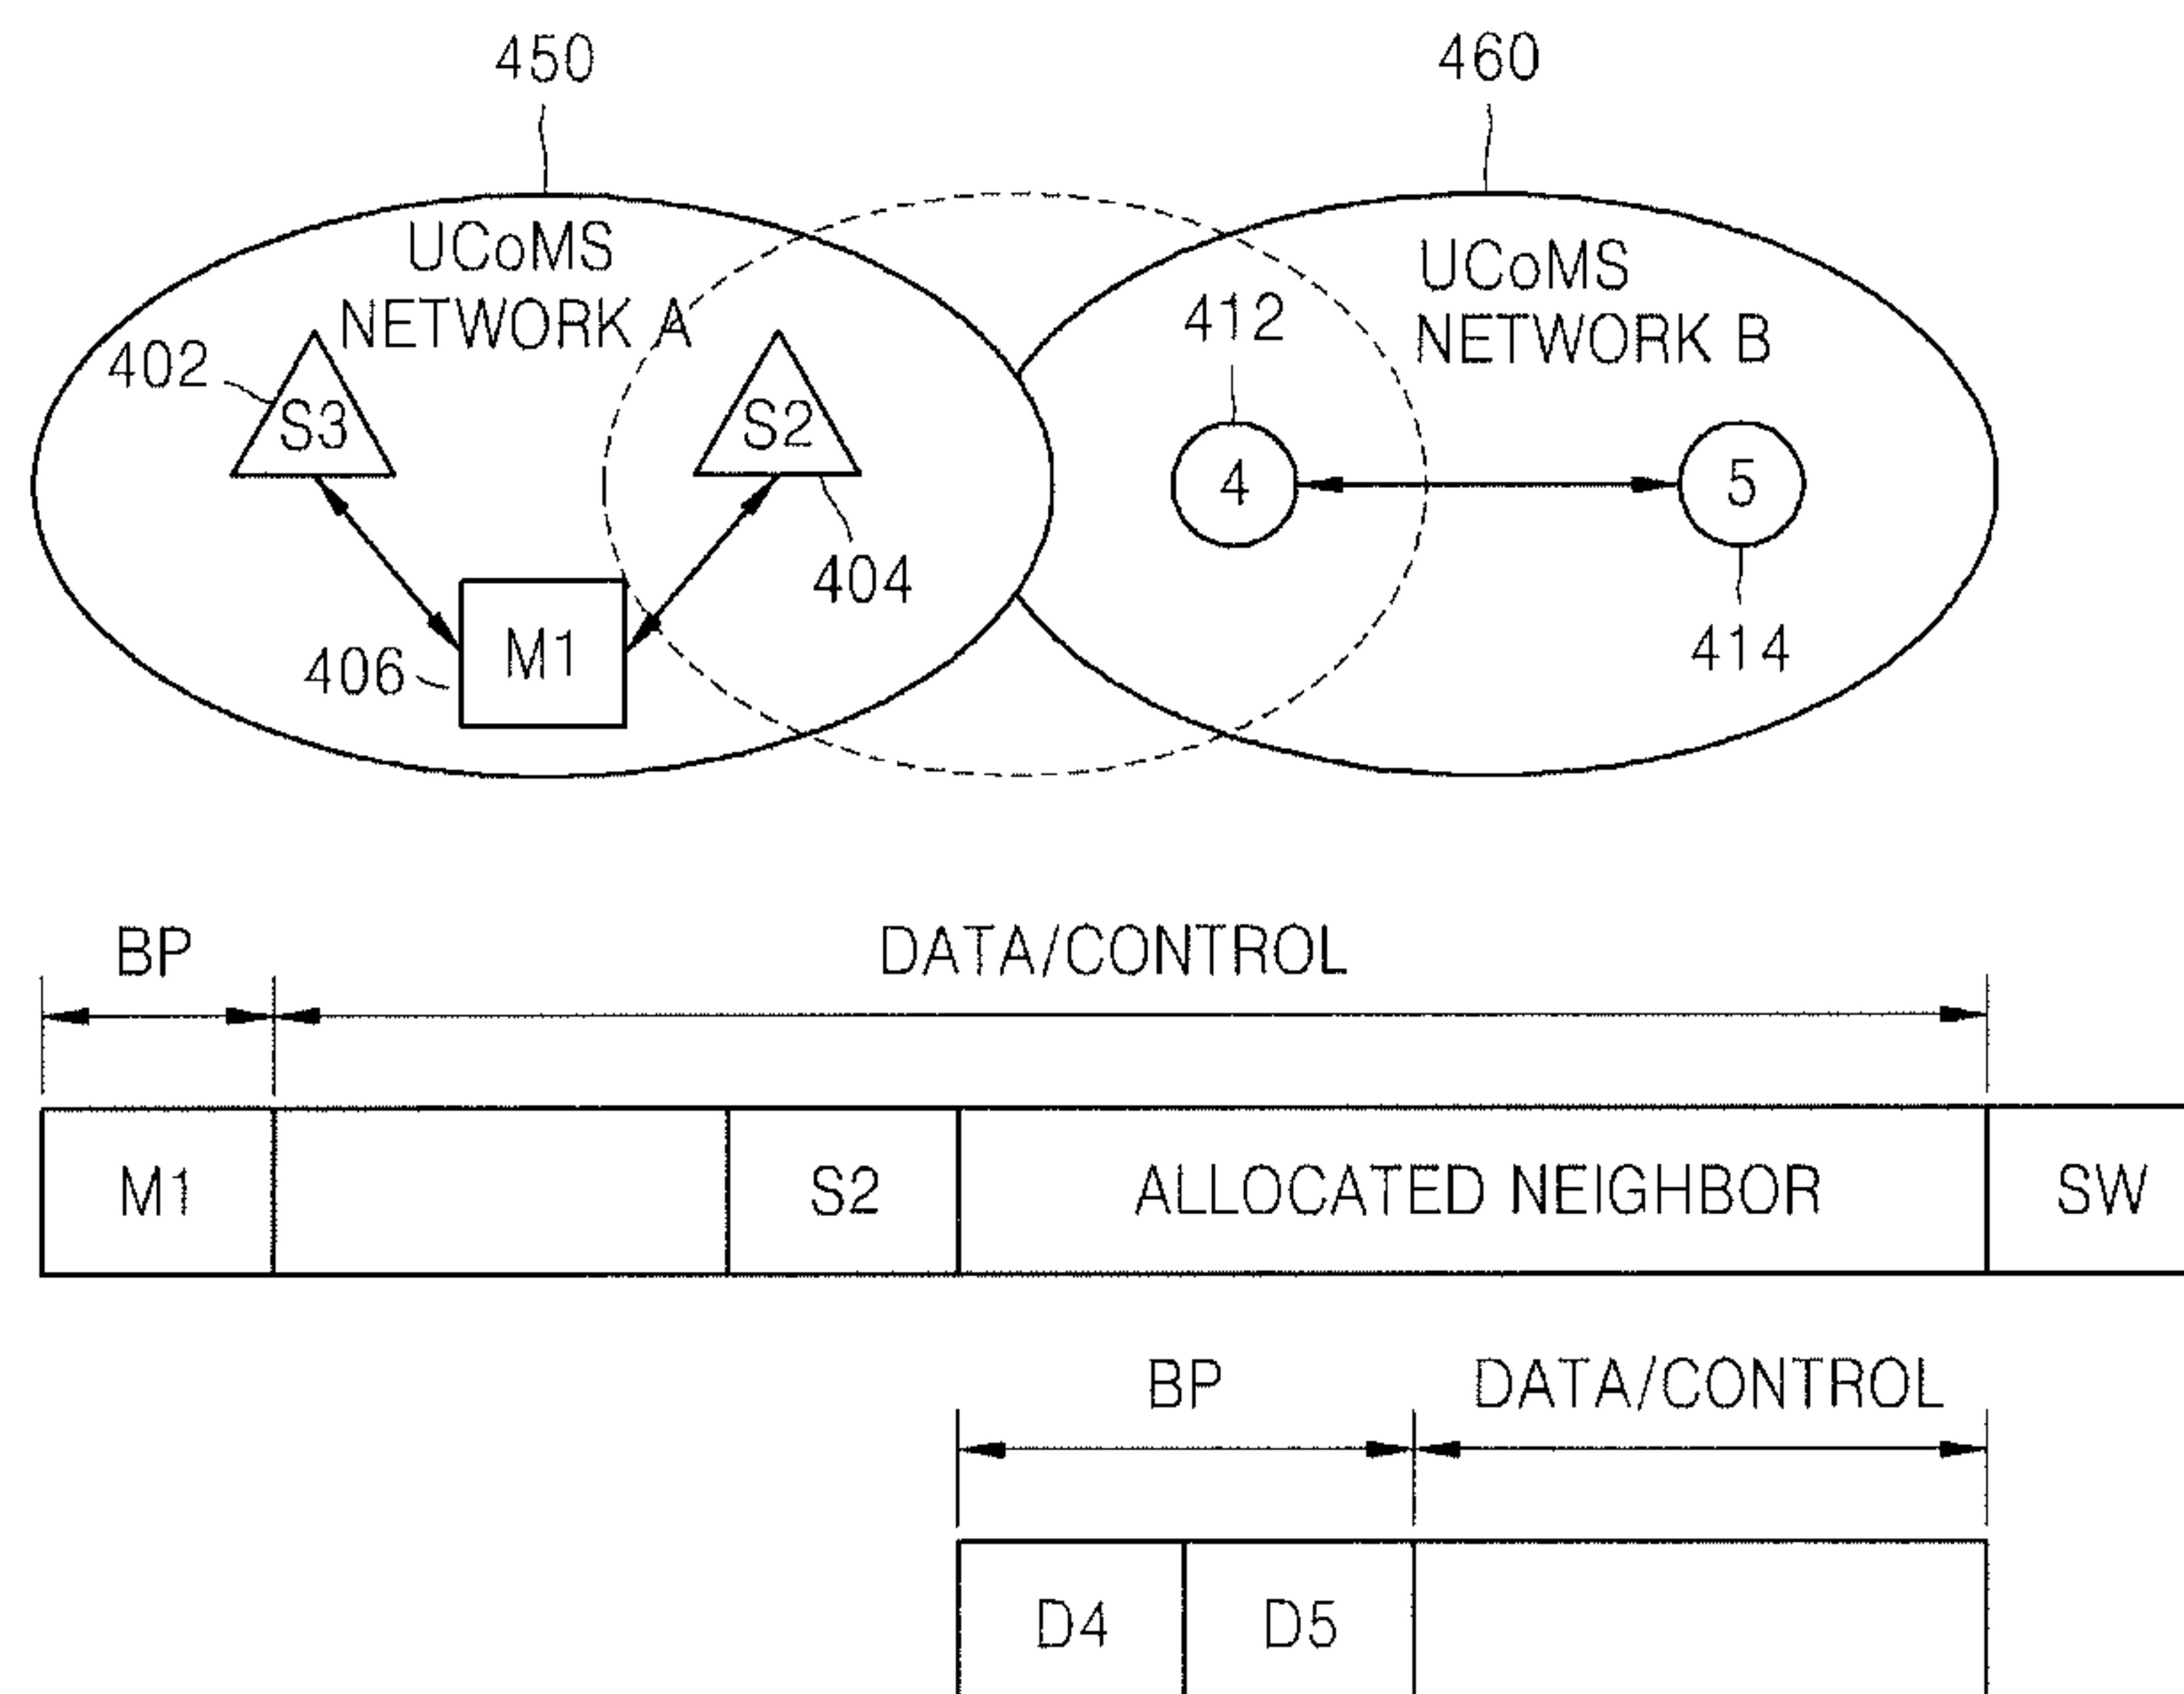 450
460
UCoMS
NETWORK A
UCoMS
NETWORK B
402
S3
S2
404
406
M1
412
4
5
414
BP
DATA/CONTROL
M1
S2
ALLOCATED NEIGHBOR
SW
BP
DATA/CONTROL
D4
D5